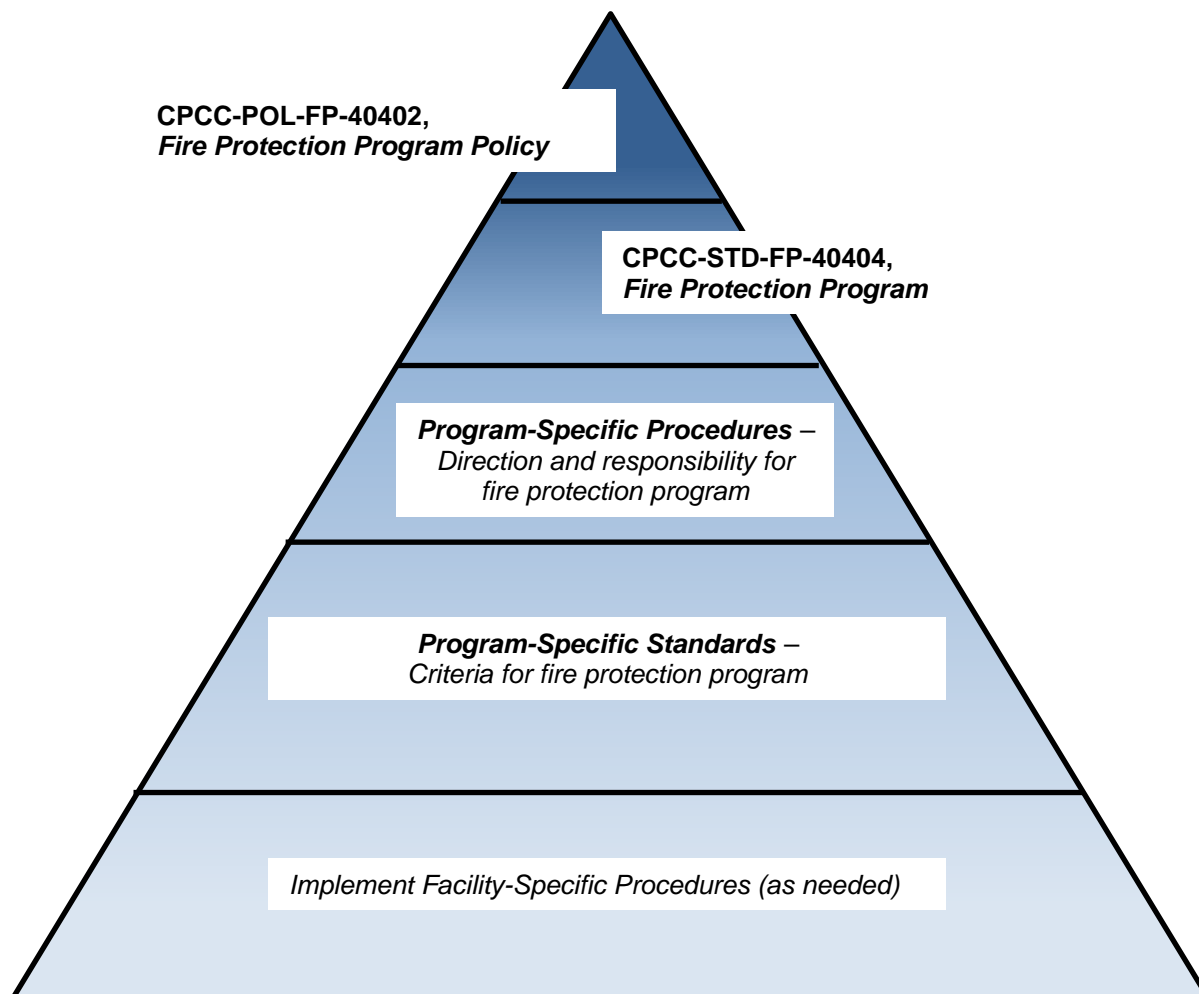 CPCC-POL-FP-40402,
Fire Protection Program Policy
CPCC-STD-FP-40404,
Fire Protection Program
Program-Specific Procedures –
Direction and responsibility for
fire protection program
Program-Specific Standards –
Criteria for fire protection program
Implement Facility-Specific Procedures (as needed)